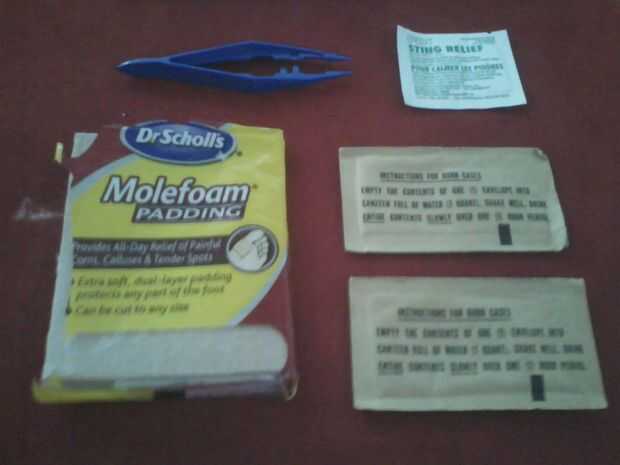 STING RELIEF
POUR CALMER LES PIQÛRES
Dr Scholl's
Molefoam
PADDING
Provides All-Day Relief of Painful
Corns, Calluses & Tender Spots
Extra soft, dual-layer padding
protects any part of the foot
Can be cut to any size
INSTRUCTIONS FOR BURN CASES
EMPTY THE CONTENTS OF ONE (1) ENVELOPE INTO
CANTEEN FULL OF WATER (1 QUART), SHAKE WELL, DRINK
ENTIRE CONTENTS SLOWLY OVER ONE (1) HOUR PERIOD.
INSTRUCTIONS FOR BURN CASES
EMPTY THE CONTENTS OF ONE (1) ENVELOPE INTO
CANTEEN FULL OF WATER (1 QUART), SHAKE WELL, DRINK
ENTIRE CONTENTS SLOWLY OVER ONE (1) HOUR PERIOD.